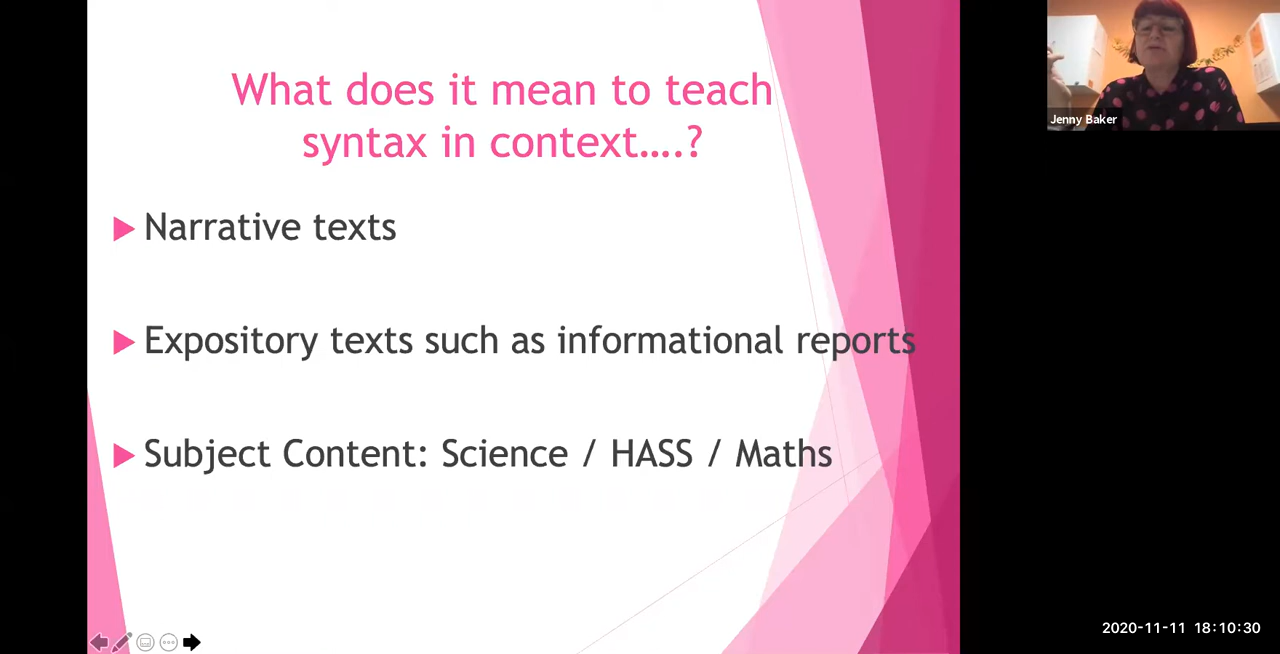 What does it mean to teach
syntax in context….?
Narrative texts
Expository texts such as informational reports
Subject Content: Science / HASS / Maths
Jenny Baker
2020-11-11 18:10:30